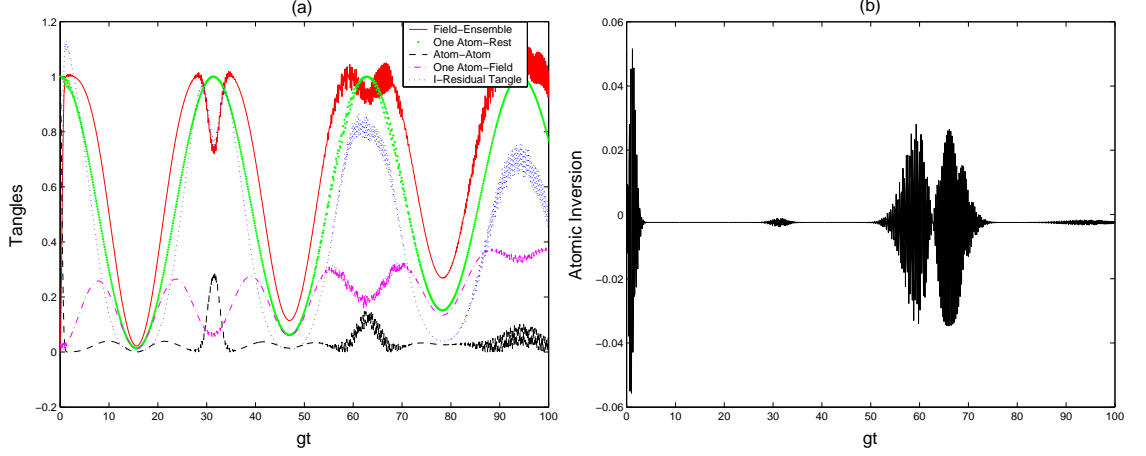 (a)
1.2
1
0.8
0.6
0.4
0.2
0
−0.2
Tangles
Field−Ensemble
One Atom−Rest
Atom−Atom
One Atom−Field
I−Residual Tangle
0 10 20 30 40 50 60 70 80 90 100
gt
(b)
0.06
0.04
0.02
0
−0.02
−0.04
−0.06
Atomic Inversion
0 10 20 30 40 50 60 70 80 90 100
gt